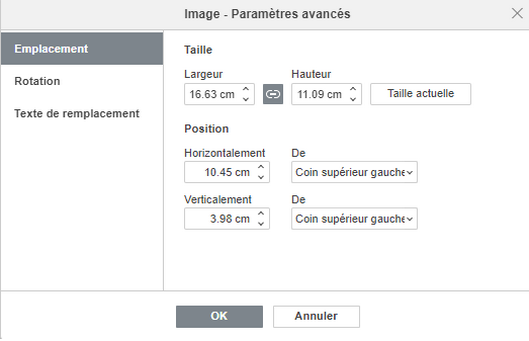 Image - Paramètres avancés
Emplacement
Rotation
Texte de remplacement
Taille
Largeur Hauteur
16.63 cm 11.09 cm Taille actuelle
Position
Horizontalement De
10.45 cm Coin supérieur gauche
Verticalement De
3.98 cm Coin supérieur gauche
OK Annuler